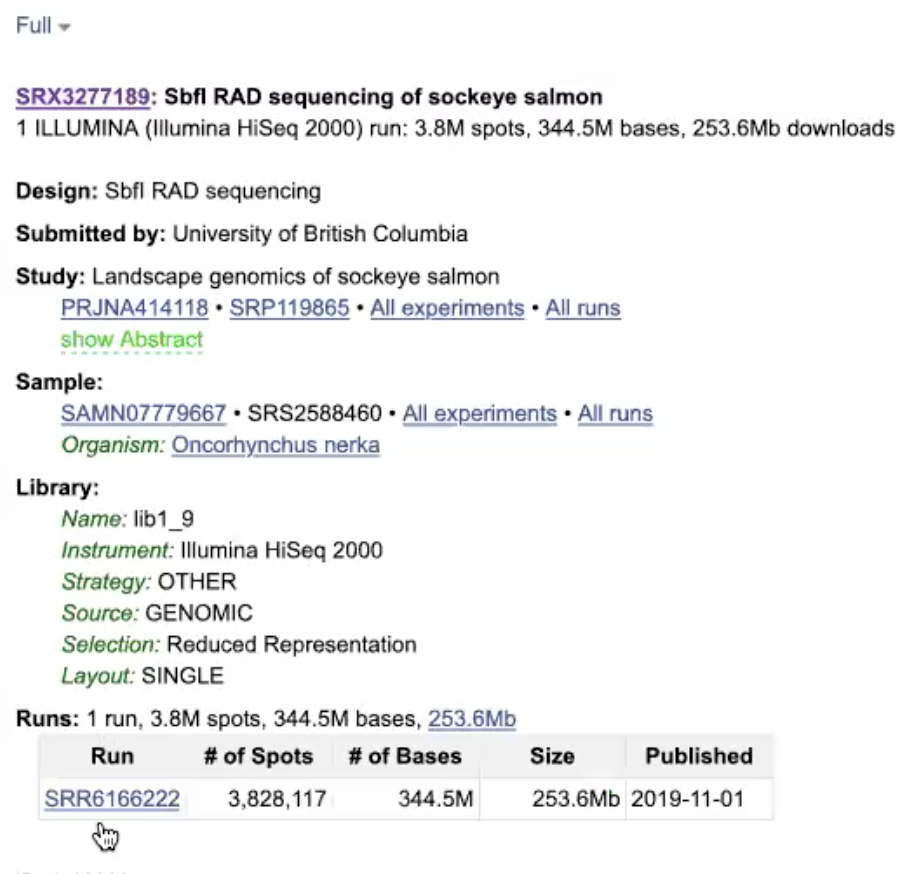 Full
SRX3277189: SbfI RAD sequencing of sockeye salmon
1 ILLUMINA (Illumina HiSeq 2000) run: 3.8M spots, 344.5M bases, 253.6Mb downloads
Design: SbfI RAD sequencing
Submitted by: University of British Columbia
Study: Landscape genomics of sockeye salmon
PRJNA414118 • SRP119865 • All experiments • All runs
show Abstract
Sample:
SAMN07779667 • SRS2588460 • All experiments • All runs
Organism: Oncorhynchus nerka
Library:
Name: lib1_9
Instrument: Illumina HiSeq 2000
Strategy: OTHER
Source: GENOMIC
Selection: Reduced Representation
Layout: SINGLE
Runs: 1 run, 3.8M spots, 344.5M bases, 253.6Mb
Run # of Spots # of Bases Size Published
SRR6166222 3,828,117 344.5M 253.6Mb 2019-11-01